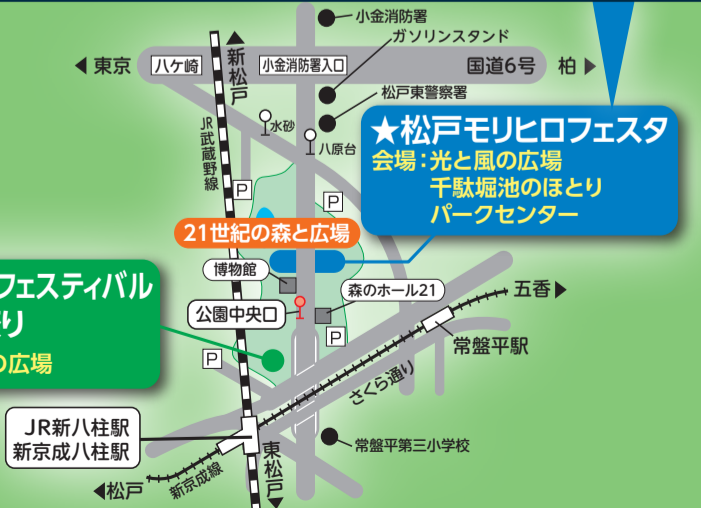 小金消防署
ガソリンスタンド
◀東京
八ケ崎
▲新松戸
小金消防署入口
国道6号
柏▶
松戸東警察署
水砂
八原台
JR武蔵野線
★松戸モリヒロフェスタ
会場:光と風の広場
千駄堀池のほとり
パークセンター
P
P
21世紀の森と広場
博物館
森のホール21
五香▶
公園中央口
フェスティバル
り
の広場
P
P
常盤平駅
さくら通り
JR新八柱駅
新京成八柱駅
東松戸▼
常盤平第三小学校
◀松戸
新京成線